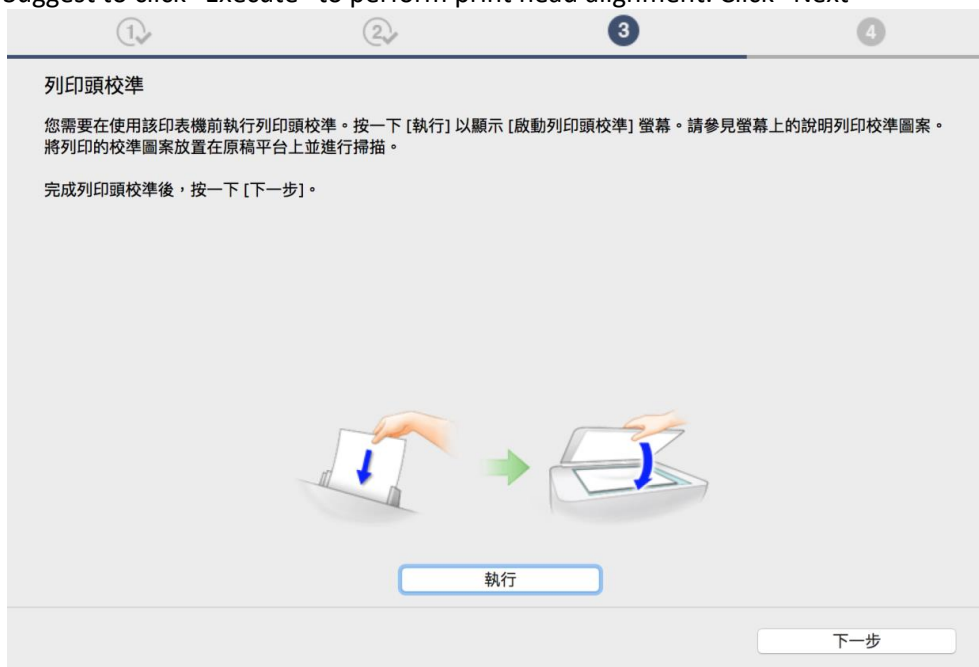 Suggest to click "Execute" to perform print head alignment. Click "Next"
1 2 3 4
列印頭校準
您需要在使用該印表機前執行列印頭校準。按一下 [執行] 以顯示 [啟動列印頭校準] 螢幕。請參見螢幕上的說明列印校準圖案。
將列印的校準圖案放置在原稿平台上並進行掃描。
完成列印頭校準後，按一下 [下一步]。
執行
下一步